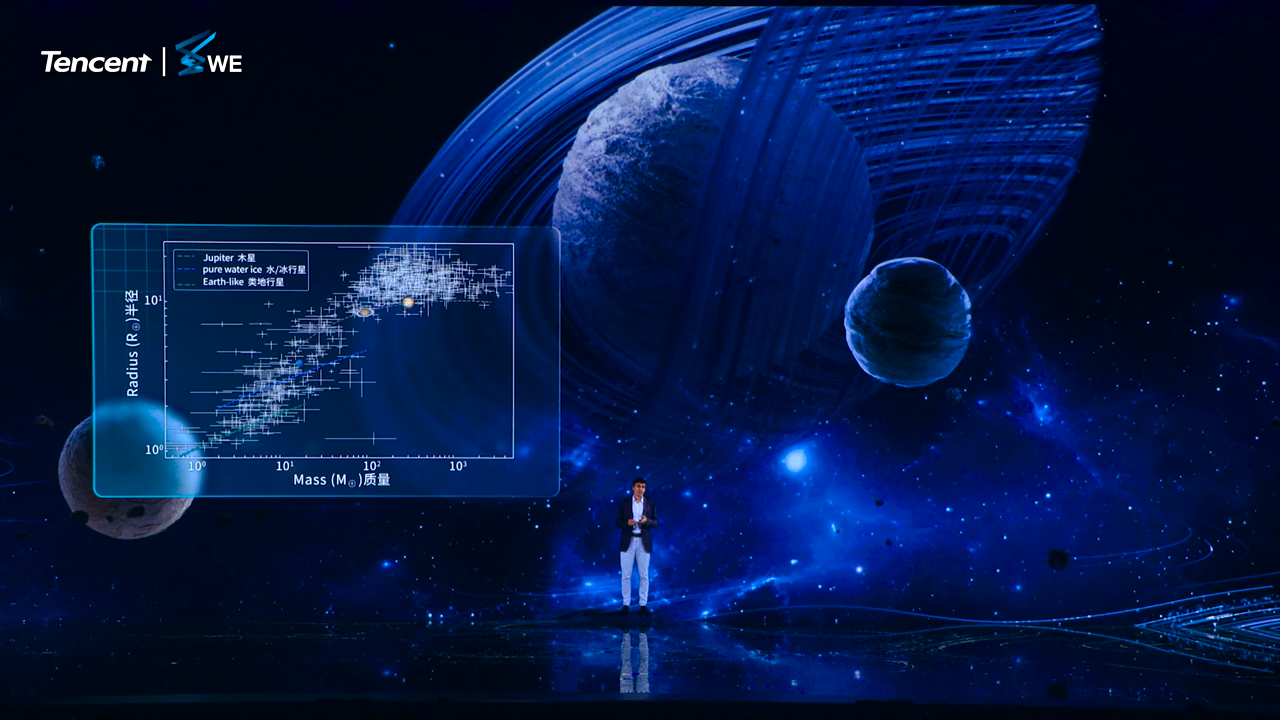 Tencent | WE
Jupiter 木星
pure water ice 水/冰行星
Earth-like 类地行星
Radius (R⊕)半径
10¹
10⁰
10⁰ 10¹ 10² 10³
Mass (M⊕)质量